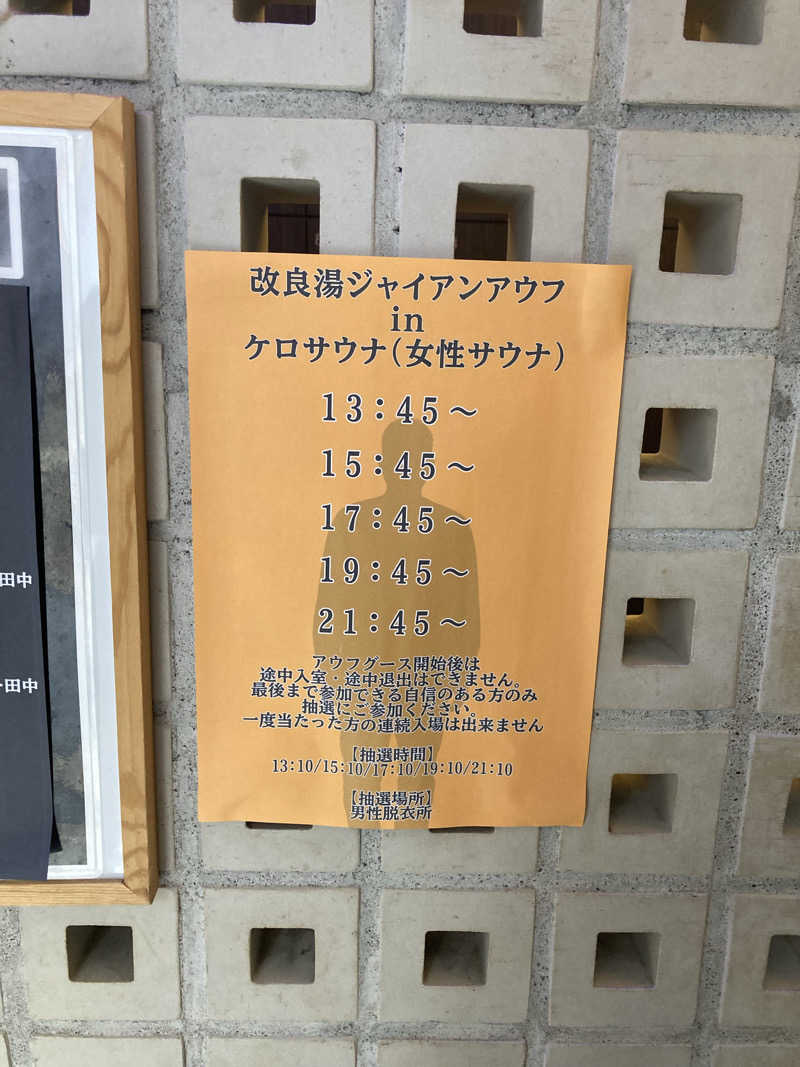 改良湯ジャイアンアウフ
in
ケロサウナ(女性サウナ)
13:45～
15:45～
17:45～
19:45～
21:45～
アウフグース開始後は
途中入室・途中退出はできません。
最後まで参加できる自信のある方のみ
抽選にご参加ください。
一度当たった方の連続入場は出来ません
【抽選時間】
13:10/15:10/17:10/19:10/21:10
【抽選場所】
男性脱衣所
田中
田中